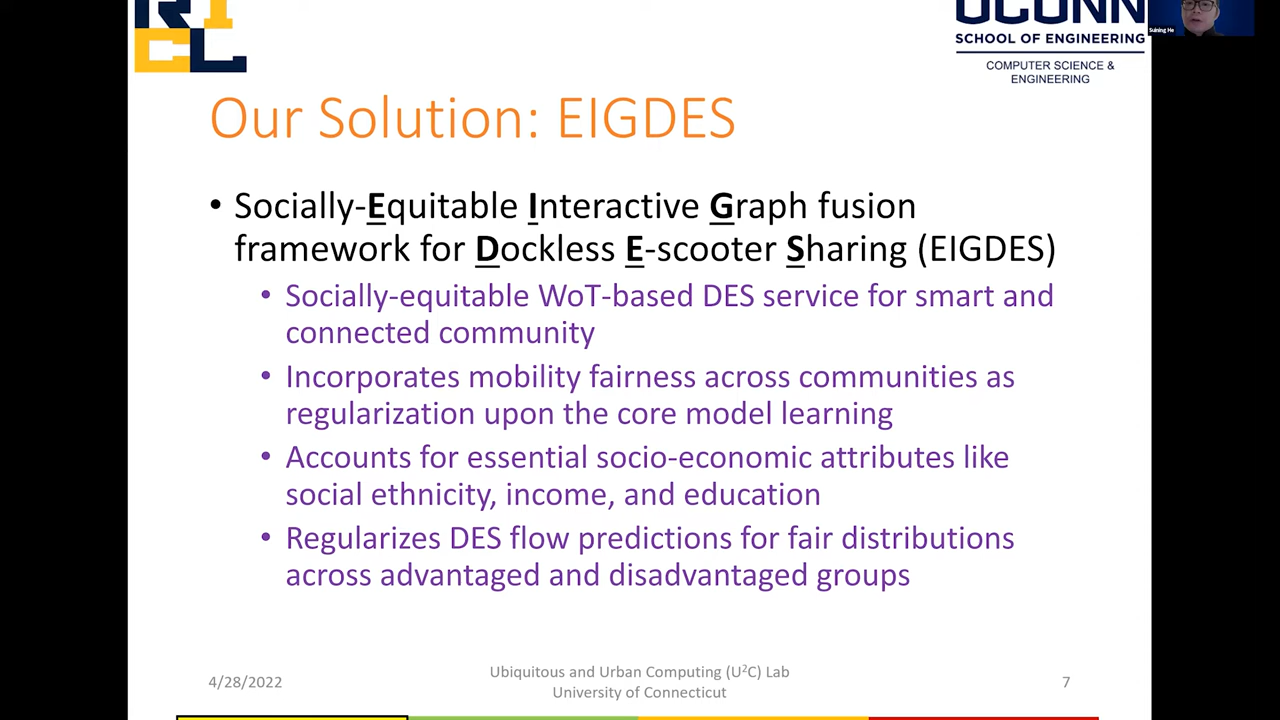 RICL
UCONN
SCHOOL OF ENGINEERING
COMPUTER SCIENCE &
ENGINEERING
Suining He
Our Solution: EIGDES
• Socially-Equitable Interactive Graph fusion
framework for Dockless E-scooter Sharing (EIGDES)
• Socially-equitable WoT-based DES service for smart and
connected community
• Incorporates mobility fairness across communities as
regularization upon the core model learning
• Accounts for essential socio-economic attributes like
social ethnicity, income, and education
• Regularizes DES flow predictions for fair distributions
across advantaged and disadvantaged groups
4/28/2022
Ubiquitous and Urban Computing (U²C) Lab
University of Connecticut
7